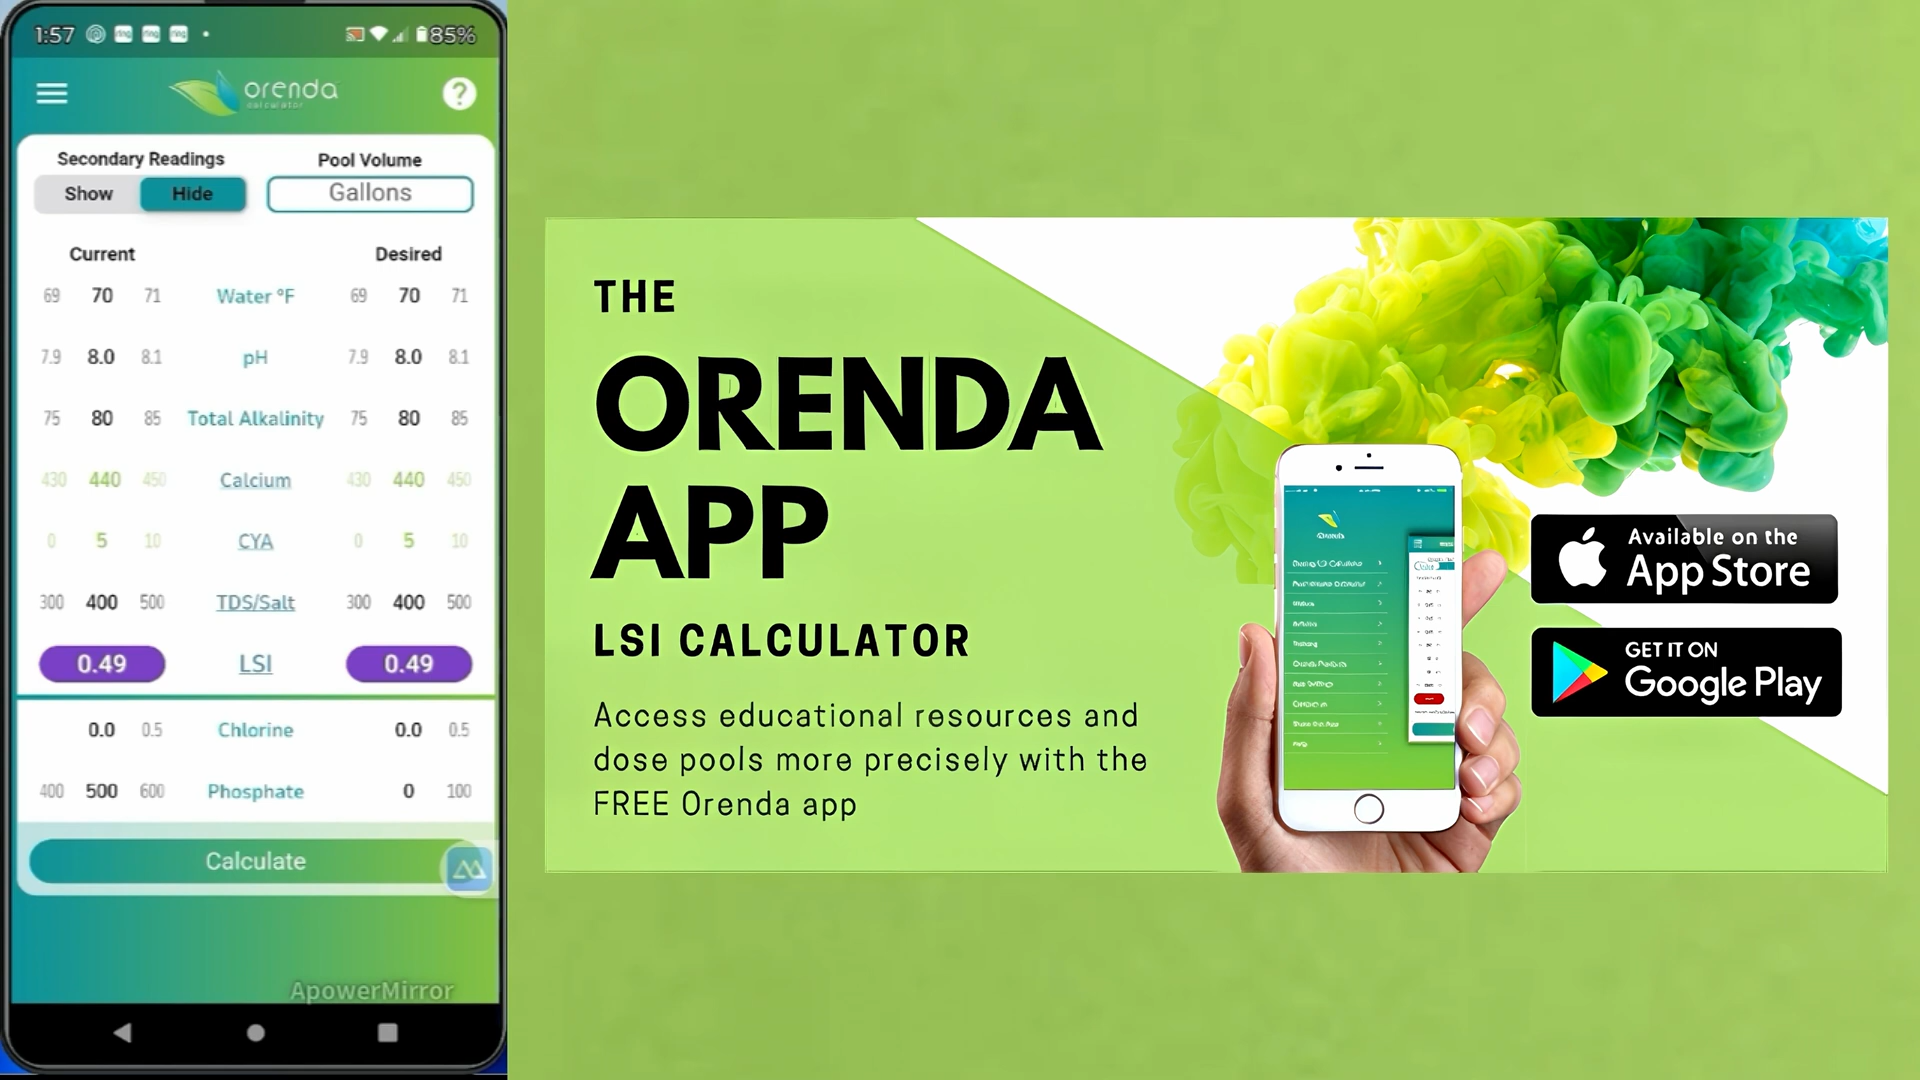 1:57
85%
orenda
calculator
?
Secondary Readings
Pool Volume
Show Hide
Gallons
Current Desired
69 70 71 Water °F 69 70 71
7.9 8.0 8.1 pH 7.9 8.0 8.1
75 80 85 Total Alkalinity 75 80 85
430 440 450 Calcium 430 440 450
0 5 10 CYA 0 5 10
300 400 500 TDS/Salt 300 400 500
0.49 LSI 0.49
0.0 0.5 Chlorine 0.0 0.5
400 500 600 Phosphate 0 100
Calculate
ApowerMirror
THE
ORENDA
APP
LSI CALCULATOR
Access educational resources and
dose pools more precisely with the
FREE Orenda app
Available on the
App Store
GET IT ON
Google Play